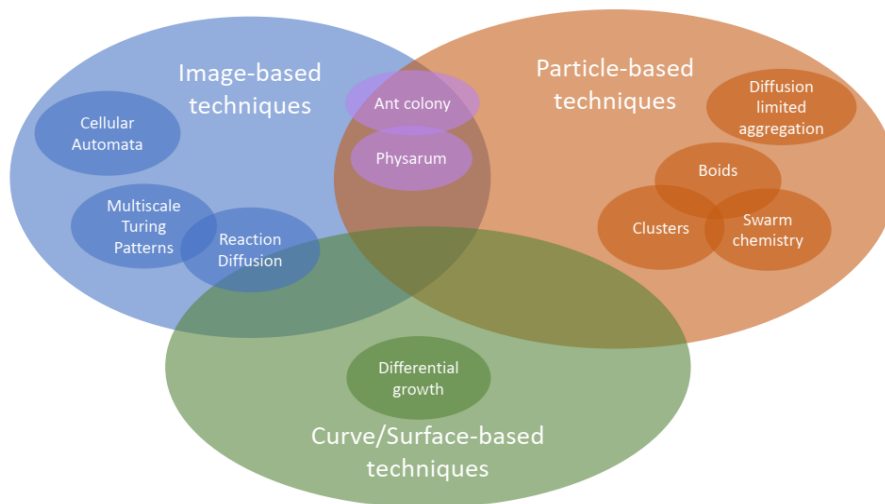 Image-based
techniques
Particle-based
techniques
Ant colony
Physarum
Cellular
Automata
Multiscale
Turing
Patterns
Reaction
Diffusion
Diffusion
limited
aggregation
Boids
Clusters
Swarm
chemistry
Differential
growth
Curve/Surface-based
techniques